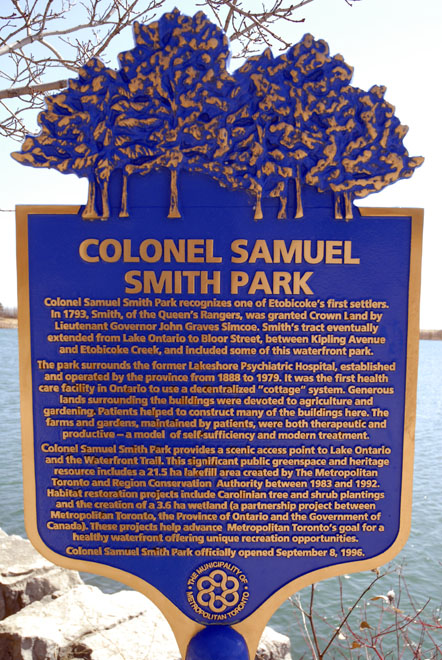 COLONEL SAMUEL
SMITH PARK
Colonel Samuel Smith Park recognizes one of Etobicoke's first settlers.
In 1793, Smith, of the Queen's Rangers, was granted Crown Land by
Lieutenant Governor John Graves Simcoe. Smith's tract eventually
extended from Lake Ontario to Bloor Street, between Kipling Avenue
and Etobicoke Creek, and included some of this waterfront park.
The park surrounds the former Lakeshore Psychiatric Hospital, established
and operated by the province from 1888 to 1979. It was the first health
care facility in Ontario to use a decentralized "cottage" system. Generous
lands surrounding the buildings were devoted to agriculture and
gardening. Patients helped to construct many of the buildings here. The
farms and gardens, maintained by patients, were both therapeutic and
productive – a model of self-sufficiency and modern treatment.
Colonel Samuel Smith Park provides a scenic access point to Lake Ontario
and the Waterfront Trail. This significant public greenspace and heritage
resource includes a 21.5 ha lakefill area created by The Metropolitan
Toronto and Region Conservation Authority between 1983 and 1992.
Habitat restoration projects include Carolinian tree and shrub plantings
and the creation of a 3.6 ha wetland (a partnership project between
Metropolitan Toronto, the Province of Ontario and the Government of
Canada). These projects help advance Metropolitan Toronto's goal for a
healthy waterfront offering unique recreation opportunities.
Colonel Samuel Smith Park officially opened September 8, 1996.
THE MUNICIPALITY OF
METROPOLITAN TORONTO